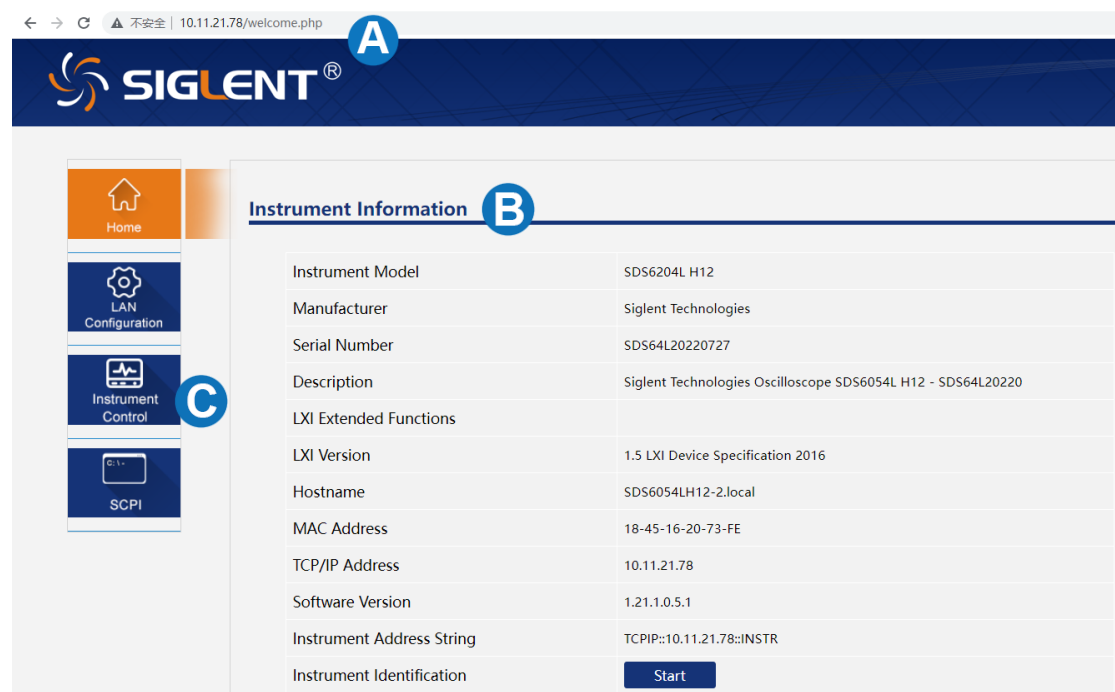 不安全 | 10.11.21.78/welcome.php
A
SIGLENT®
Home
LAN
Configuration
Instrument
Control
C
C:\-
SCPI
Instrument Information B
Instrument Model SDS6204L H12
Manufacturer Siglent Technologies
Serial Number SDS64L20220727
Description Siglent Technologies Oscilloscope SDS6054L H12 - SDS64L20220
LXI Extended Functions
LXI Version 1.5 LXI Device Specification 2016
Hostname SDS6054LH12-2.local
MAC Address 18-45-16-20-73-FE
TCP/IP Address 10.11.21.78
Software Version 1.21.1.0.5.1
Instrument Address String TCPIP::10.11.21.78::INSTR
Instrument Identification Start